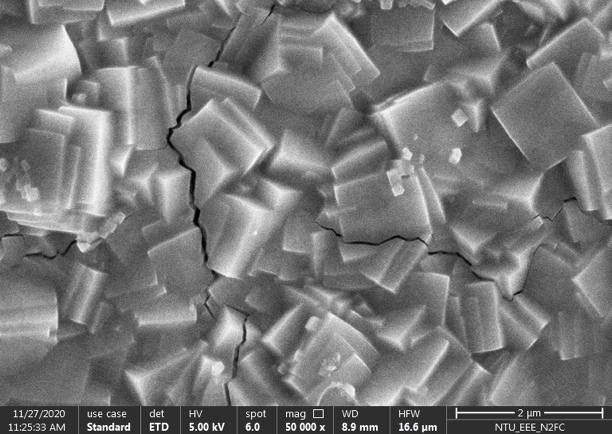 11/27/2020 use case det HV spot mag WD HFW 2 µm
11:25:33 AM Standard ETD 5.00 kV 6.0 50 000 x 8.9 mm 16.6 µm NTU_EEE_N2FC